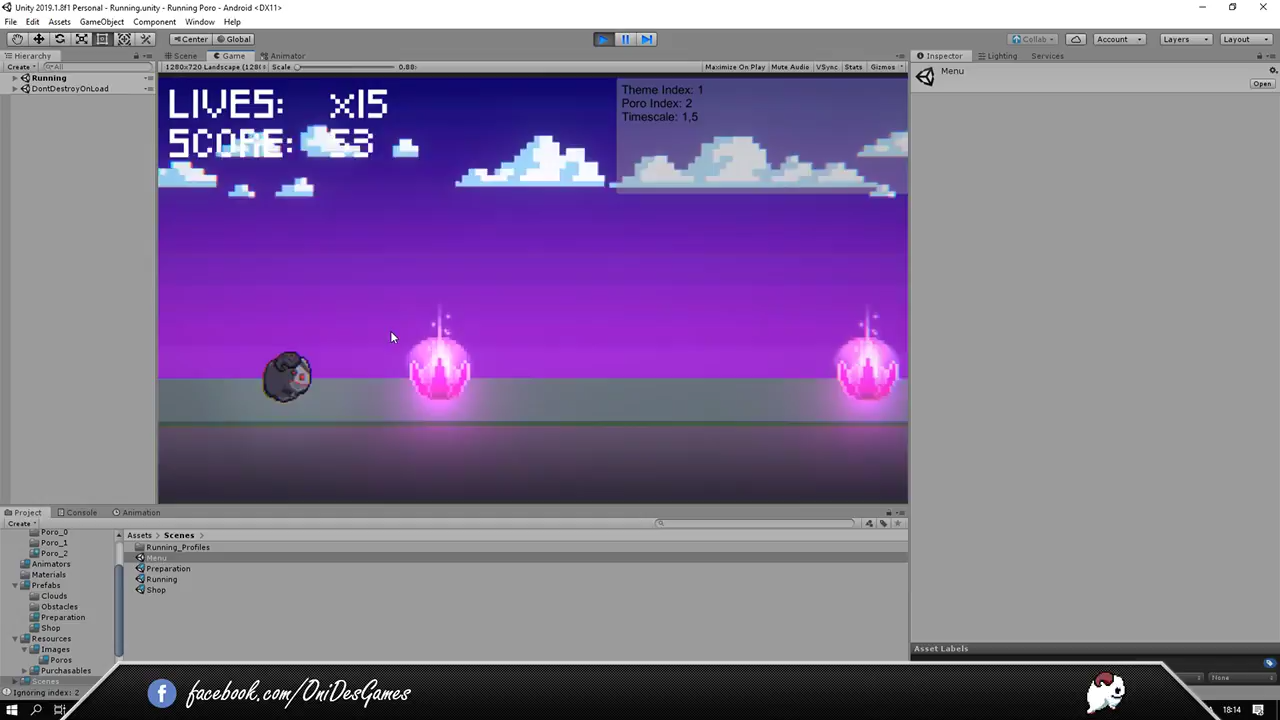 Unity 2019.1.8f1 Personal - Running.unity - Running Poro - Android <DX11>
File Edit Assets GameObject Component Window Help
Center Global Collab Account Layers Layout
Hierarchy Scene Game Animator Inspector Lighting Services
Create All 1280x720 Landscape (128 Scale 0.88 Maximize On Play Mute Audio VSync Stats Gizmos
Running
DontDestroyOnLoad
Menu
Open
LIVES: x15
SCORE: 53
Theme Index: 1
Poro Index: 2
Timescale: 1,5
Project Console Animation
Create
Poro_0
Poro_1
Poro_2
Animators
Materials
Prefabs
Clouds
Obstacles
Preparation
Shop
Resources
Images
Poros
Purchasables
Scenes
Assets Scenes
Running_Profiles
Menu
Preparation
Running
Shop
Asset Labels
None
Ignoring index: 2
facebook.com/OniDesGames
18:14